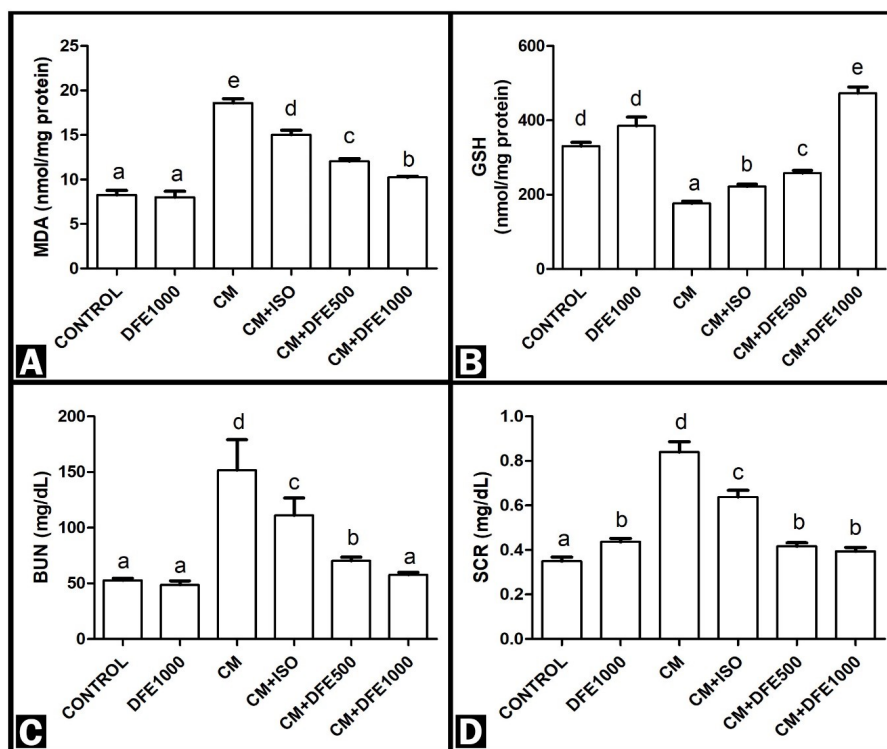 25
20
15
10
5
0
MDA (nmol/mg protein)
a
a
e
d
c
b
CONTROL
DFE1000
CM
CM+ISO
CM+DFE500
CM+DFE1000
A
600
400
200
0
GSH
(nmol/mg protein)
d
d
a
b
c
e
CONTROL
DFE1000
CM
CM+ISO
CM+DFE500
CM+DFE1000
B
200
150
100
50
0
BUN (mg/dL)
a
a
d
c
b
a
CONTROL
DFE1000
CM
CM+ISO
CM+DFE500
CM+DFE1000
C
1.0
0.8
0.6
0.4
0.2
0.0
SCR (mg/dL)
a
b
d
c
b
b
CONTROL
DFE1000
CM
CM+ISO
CM+DFE500
CM+DFE1000
D